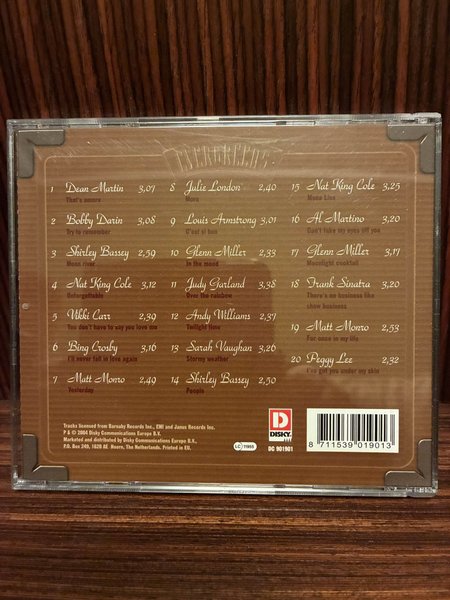 EVERGREENS
1 Dean Martin 3,07
That's amore
2 Bobby Darin 3,08
Try to remember
3 Shirley Bassey 2,59
Moon river
4 Nat King Cole 3,12
Unforgettable
5 Vikki Carr 2,39
You don't have to say you love me
6 Bing Crosby 3,16
I'll never fall in love again
7 Matt Monro 2,49
Yesterday
8 Julie London 2,40
More
9 Louis Armstrong 3,01
C'est si bon
10 Glenn Miller 2,33
In the mood
11 Judy Garland 3,38
Over the rainbow
12 Andy Williams 2,37
Twilight time
13 Sarah Vaughan 3,26
Stormy weather
14 Shirley Bassey 2,50
People
15 Nat King Cole 3,25
Mona Lisa
16 Al Martino 3,20
Can't take my eyes off you
17 Glenn Miller 3,17
Moonlight cocktail
18 Frank Sinatra 3,20
There's no business like
show business
19 Matt Monro 2,53
For once in my life
20 Peggy Lee 2,32
I've got you under my skin
Tracks licensed from Barnaby Records Inc., EMI and Janus Records Inc.
P & © 2004 Disky Communications Europe B.V.
Marketed and distributed by Disky Communications Europe B.V.
P.O. Box 249, 1620 AE Hoorn, The Netherlands. Printed in EU.
LC 11955
D
DISKY
DC 901901
8 711539 019013